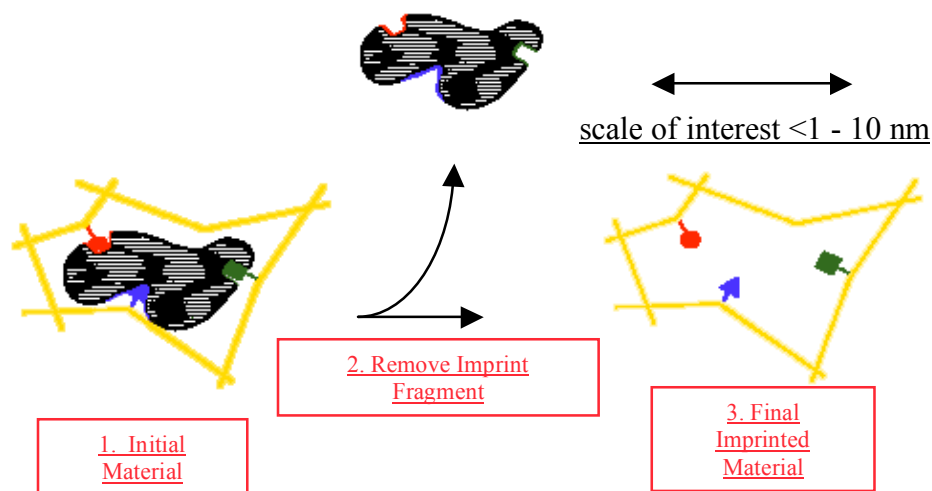 scale of interest <1 - 10 nm
2. Remove Imprint
Fragment
1. Initial
Material
3. Final
Imprinted
Material